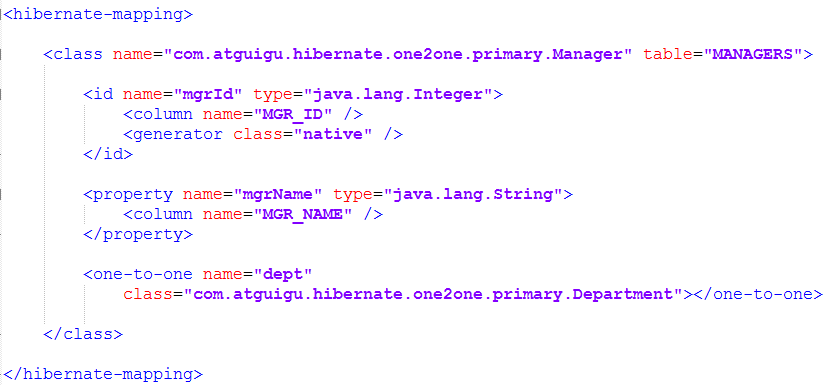 <hibernate-mapping>
<class name="com.atguigu.hibernate.one2one.primary.Manager" table="MANAGERS">
<id name="mgrId" type="java.lang.Integer">
<column name="MGR_ID" />
<generator class="native" />
</id>
<property name="mgrName" type="java.lang.String">
<column name="MGR_NAME" />
</property>
<one-to-one name="dept"
class="com.atguigu.hibernate.one2one.primary.Department"></one-to-one>
</class>
</hibernate-mapping>